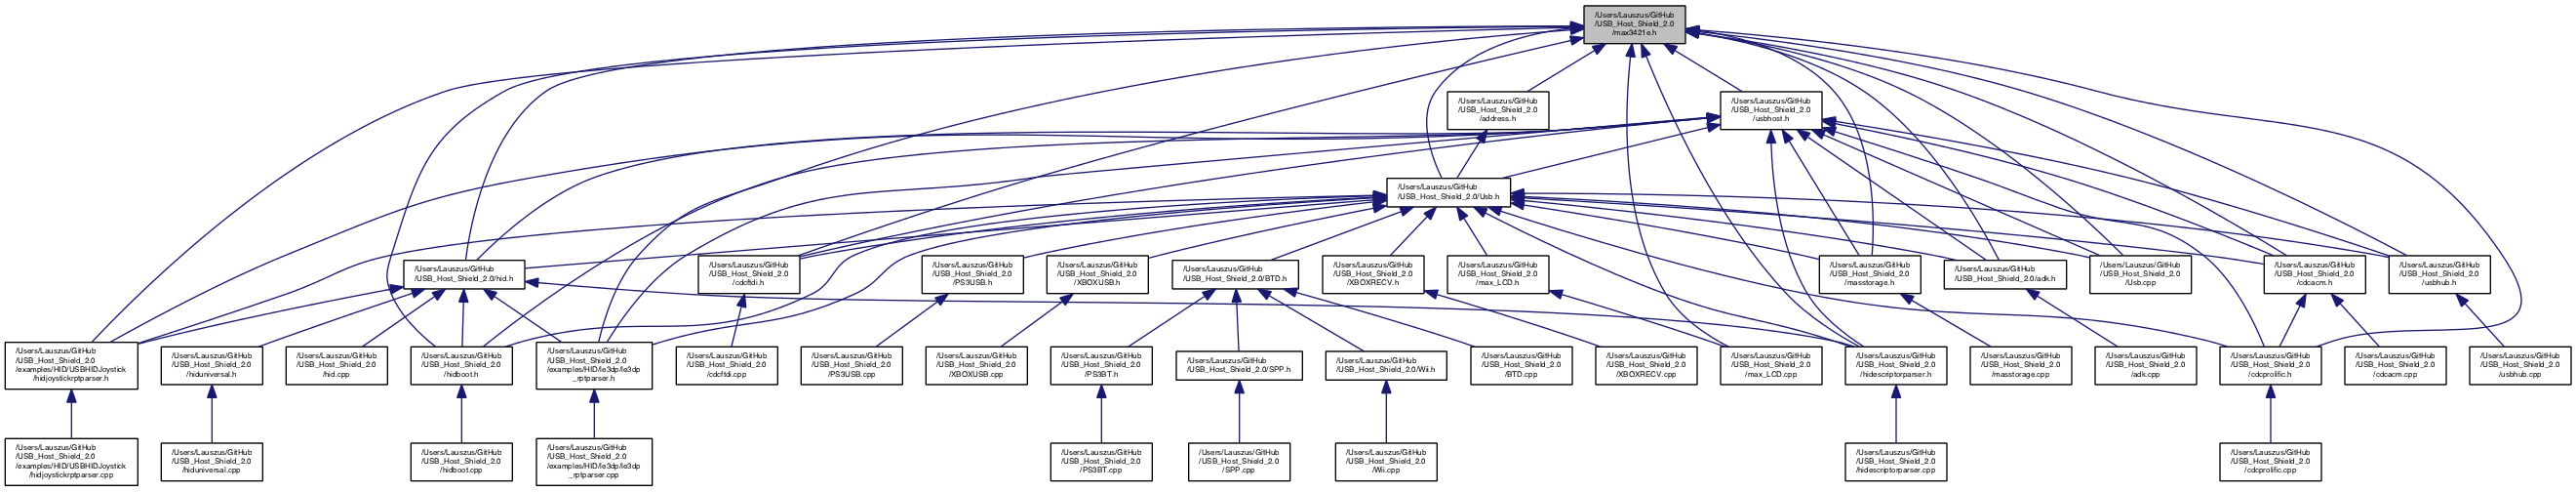 /Users/Lauszus/GitHub
/USB_Host_Shield_2.0
/max3421e.h
/Users/Lauszus/GitHub
/USB_Host_Shield_2.0
/address.h
/Users/Lauszus/GitHub
/USB_Host_Shield_2.0
/usbhost.h
/Users/Lauszus/GitHub
/USB_Host_Shield_2.0/Usb.h
/Users/Lauszus/GitHub
/USB_Host_Shield_2.0/hid.h
/Users/Lauszus/GitHub
/USB_Host_Shield_2.0
/cdcftdi.h
/Users/Lauszus/GitHub
/USB_Host_Shield_2.0
/PS3USB.h
/Users/Lauszus/GitHub
/USB_Host_Shield_2.0
/XBOXUSB.h
/Users/Lauszus/GitHub
/USB_Host_Shield_2.0/BTD.h
/Users/Lauszus/GitHub
/USB_Host_Shield_2.0
/XBOXRECV.h
/Users/Lauszus/GitHub
/USB_Host_Shield_2.0
/max_LCD.h
/Users/Lauszus/GitHub
/USB_Host_Shield_2.0
/masstorage.h
/Users/Lauszus/GitHub
/USB_Host_Shield_2.0/adk.h
/Users/Lauszus/GitHub
/USB_Host_Shield_2.0
/Usb.cpp
/Users/Lauszus/GitHub
/USB_Host_Shield_2.0
/cdcacm.h
/Users/Lauszus/GitHub
/USB_Host_Shield_2.0
/usbhub.h
/Users/Lauszus/GitHub
/USB_Host_Shield_2.0
/examples/HID/USBHIDJoystick
/hidjoystickrptparser.h
/Users/Lauszus/GitHub
/USB_Host_Shield_2.0
/hiduniversal.h
/Users/Lauszus/GitHub
/USB_Host_Shield_2.0
/hid.cpp
/Users/Lauszus/GitHub
/USB_Host_Shield_2.0
/hidboot.h
/Users/Lauszus/GitHub
/USB_Host_Shield_2.0
/examples/HID/le3dp/le3dp
_rptparser.h
/Users/Lauszus/GitHub
/USB_Host_Shield_2.0
/cdcftdi.cpp
/Users/Lauszus/GitHub
/USB_Host_Shield_2.0
/PS3USB.cpp
/Users/Lauszus/GitHub
/USB_Host_Shield_2.0
/XBOXUSB.cpp
/Users/Lauszus/GitHub
/USB_Host_Shield_2.0
/PS3BT.h
/Users/Lauszus/GitHub
/USB_Host_Shield_2.0/SPP.h
/Users/Lauszus/GitHub
/USB_Host_Shield_2.0/Wii.h
/Users/Lauszus/GitHub
/USB_Host_Shield_2.0
/BTD.cpp
/Users/Lauszus/GitHub
/USB_Host_Shield_2.0
/XBOXRECV.cpp
/Users/Lauszus/GitHub
/USB_Host_Shield_2.0
/max_LCD.cpp
/Users/Lauszus/GitHub
/USB_Host_Shield_2.0
/hidescriptorparser.h
/Users/Lauszus/GitHub
/USB_Host_Shield_2.0
/masstorage.cpp
/Users/Lauszus/GitHub
/USB_Host_Shield_2.0
/adk.cpp
/Users/Lauszus/GitHub
/USB_Host_Shield_2.0
/cdcprolific.h
/Users/Lauszus/GitHub
/USB_Host_Shield_2.0
/cdcacm.cpp
/Users/Lauszus/GitHub
/USB_Host_Shield_2.0
/usbhub.cpp
/Users/Lauszus/GitHub
/USB_Host_Shield_2.0
/examples/HID/USBHIDJoystick
/hidjoystickrptparser.cpp
/Users/Lauszus/GitHub
/USB_Host_Shield_2.0
/hiduniversal.cpp
/Users/Lauszus/GitHub
/USB_Host_Shield_2.0
/hidboot.cpp
/Users/Lauszus/GitHub
/USB_Host_Shield_2.0
/examples/HID/le3dp/le3dp
_rptparser.cpp
/Users/Lauszus/GitHub
/USB_Host_Shield_2.0
/PS3BT.cpp
/Users/Lauszus/GitHub
/USB_Host_Shield_2.0
/SPP.cpp
/Users/Lauszus/GitHub
/USB_Host_Shield_2.0
/Wii.cpp
/Users/Lauszus/GitHub
/USB_Host_Shield_2.0
/hidescriptorparser.cpp
/Users/Lauszus/GitHub
/USB_Host_Shield_2.0
/cdcprolific.cpp